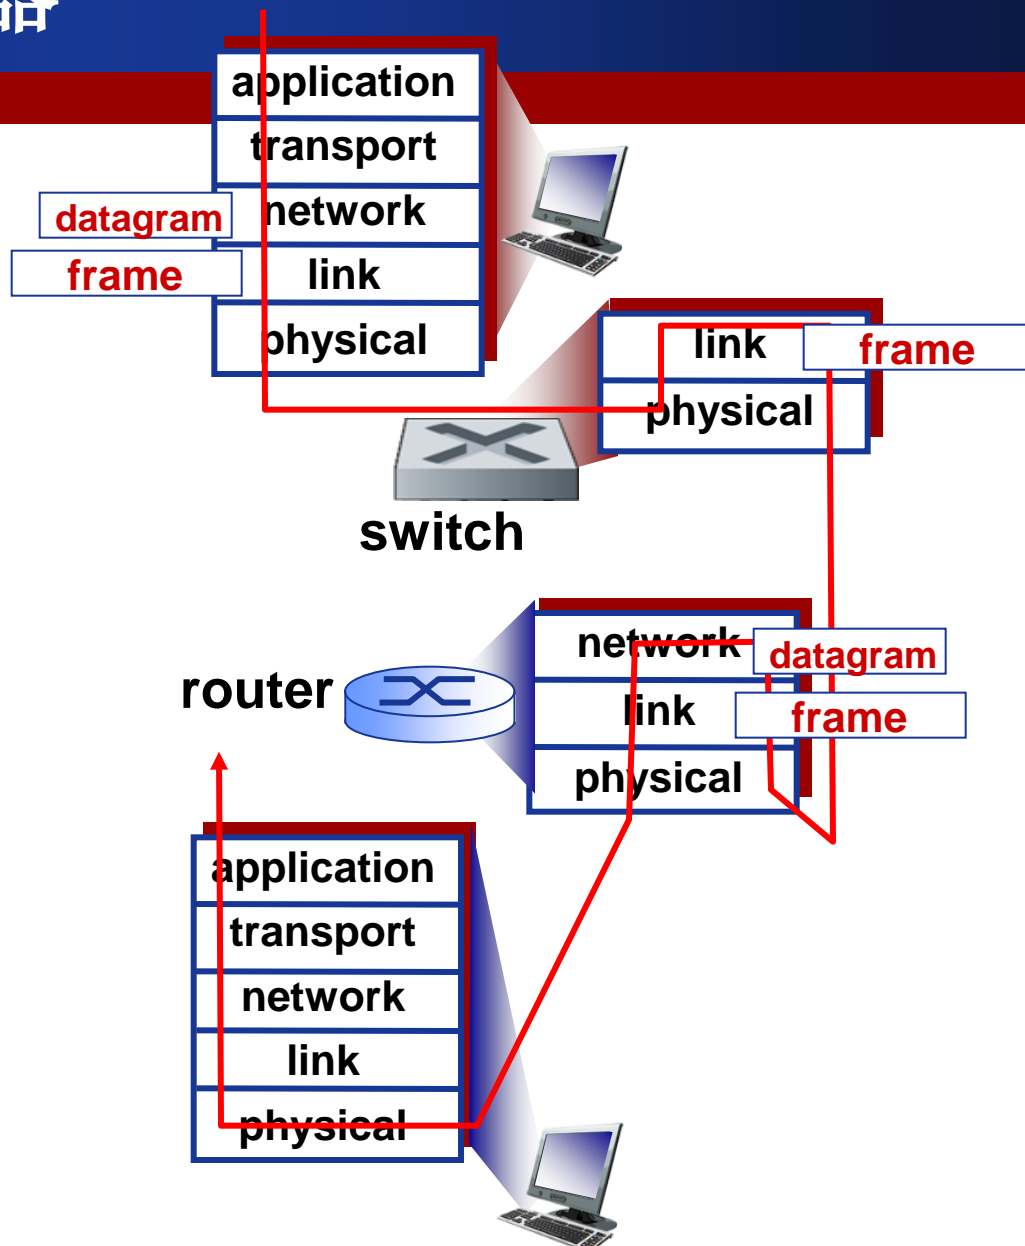 application
transport
datagram
network
frame
link
physical
link
frame
physical
switch
network
datagram
router
link
frame
physical
application
transport
network
link
physical